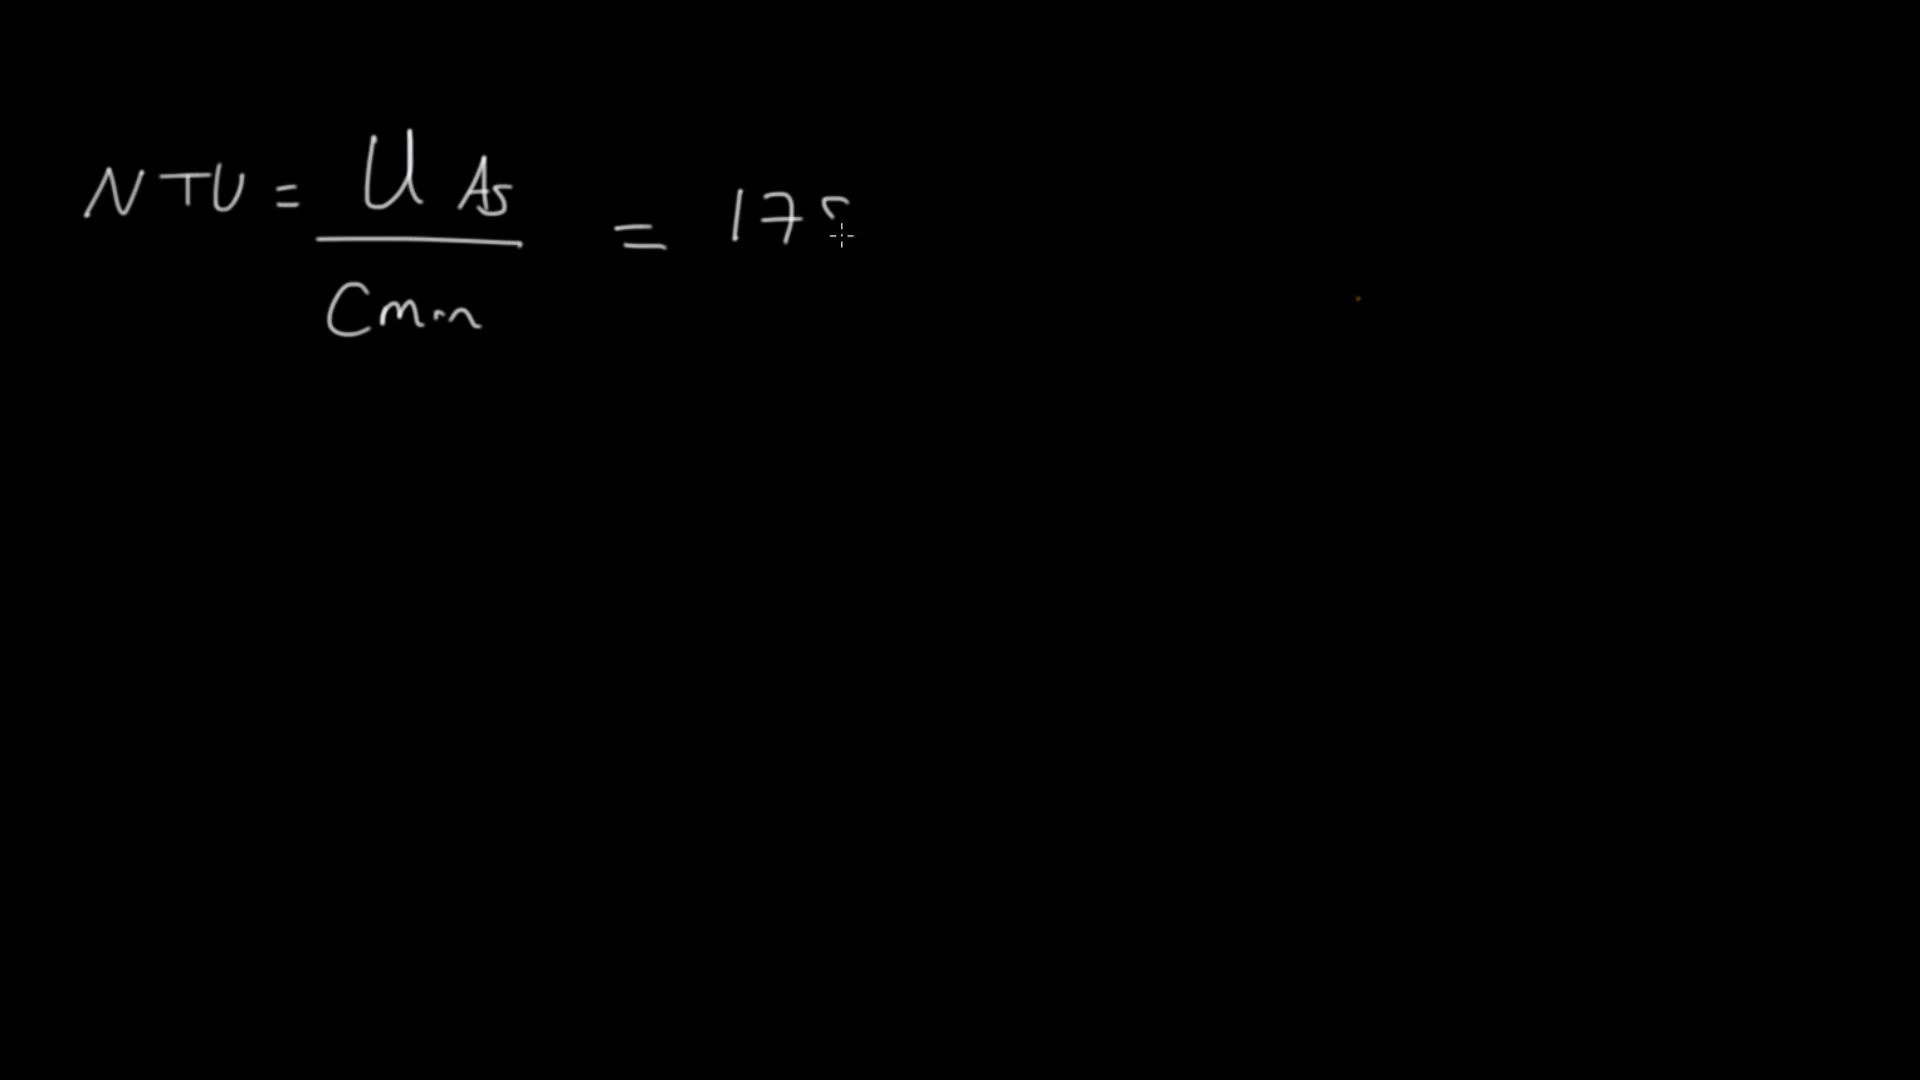 NTU = U As / Cmin = 17